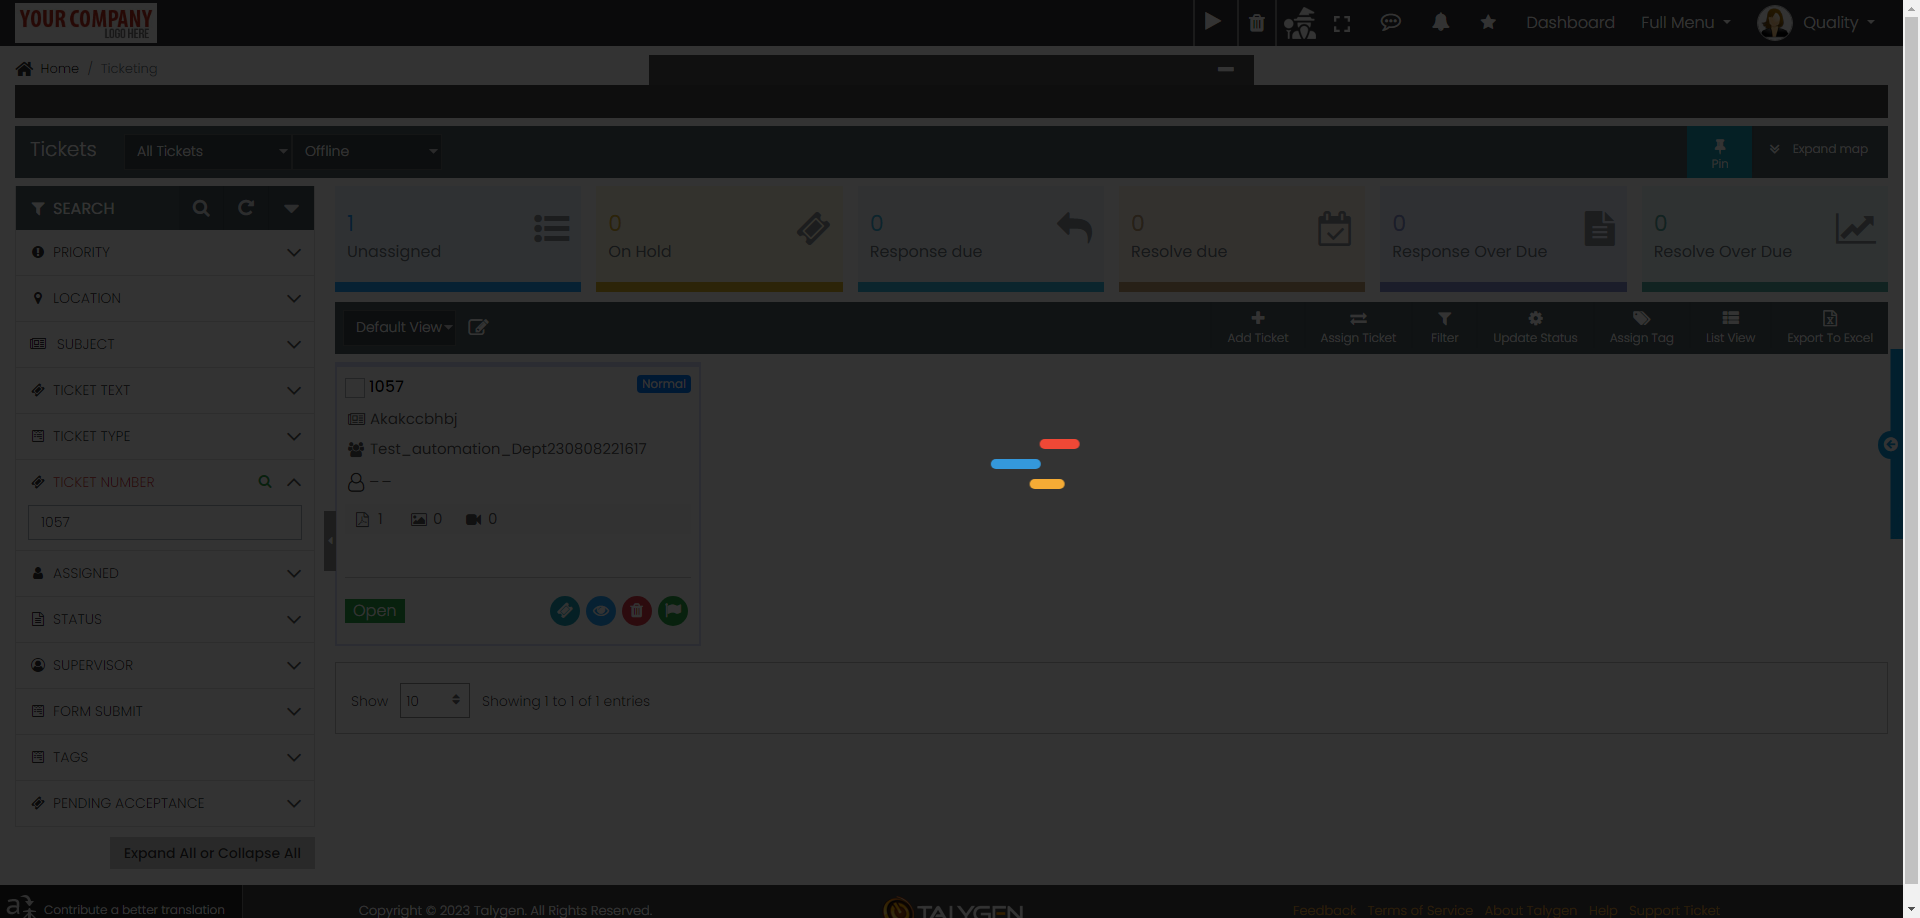 YOUR COMPANY
LOGO HERE
Dashboard
Full Menu
Quality
Home / Ticketing
Tickets
All Tickets
Offline
Pin
Expand map
SEARCH
PRIORITY
LOCATION
SUBJECT
TICKET TEXT
TICKET TYPE
TICKET NUMBER
1057
ASSIGNED
STATUS
SUPERVISOR
FORM SUBMIT
TAGS
PENDING ACCEPTANCE
Expand All or Collapse All
1
Unassigned
0
On Hold
0
Response due
0
Resolve due
0
Response Over Due
0
Resolve Over Due
Default View
Add Ticket
Assign Ticket
Filter
Update Status
Assign Tag
List View
Export To Excel
1057
Normal
Akakccbhbj
Test_automation_Dept230808221617
– –
1 0 0
Open
Show 10 Showing 1 to 1 of 1 entries
Contribute a better translation
Copyright © 2023 Talygen. All Rights Reserved.
TALYGEN
Feedback Terms of Service About Talygen Help Support Ticket